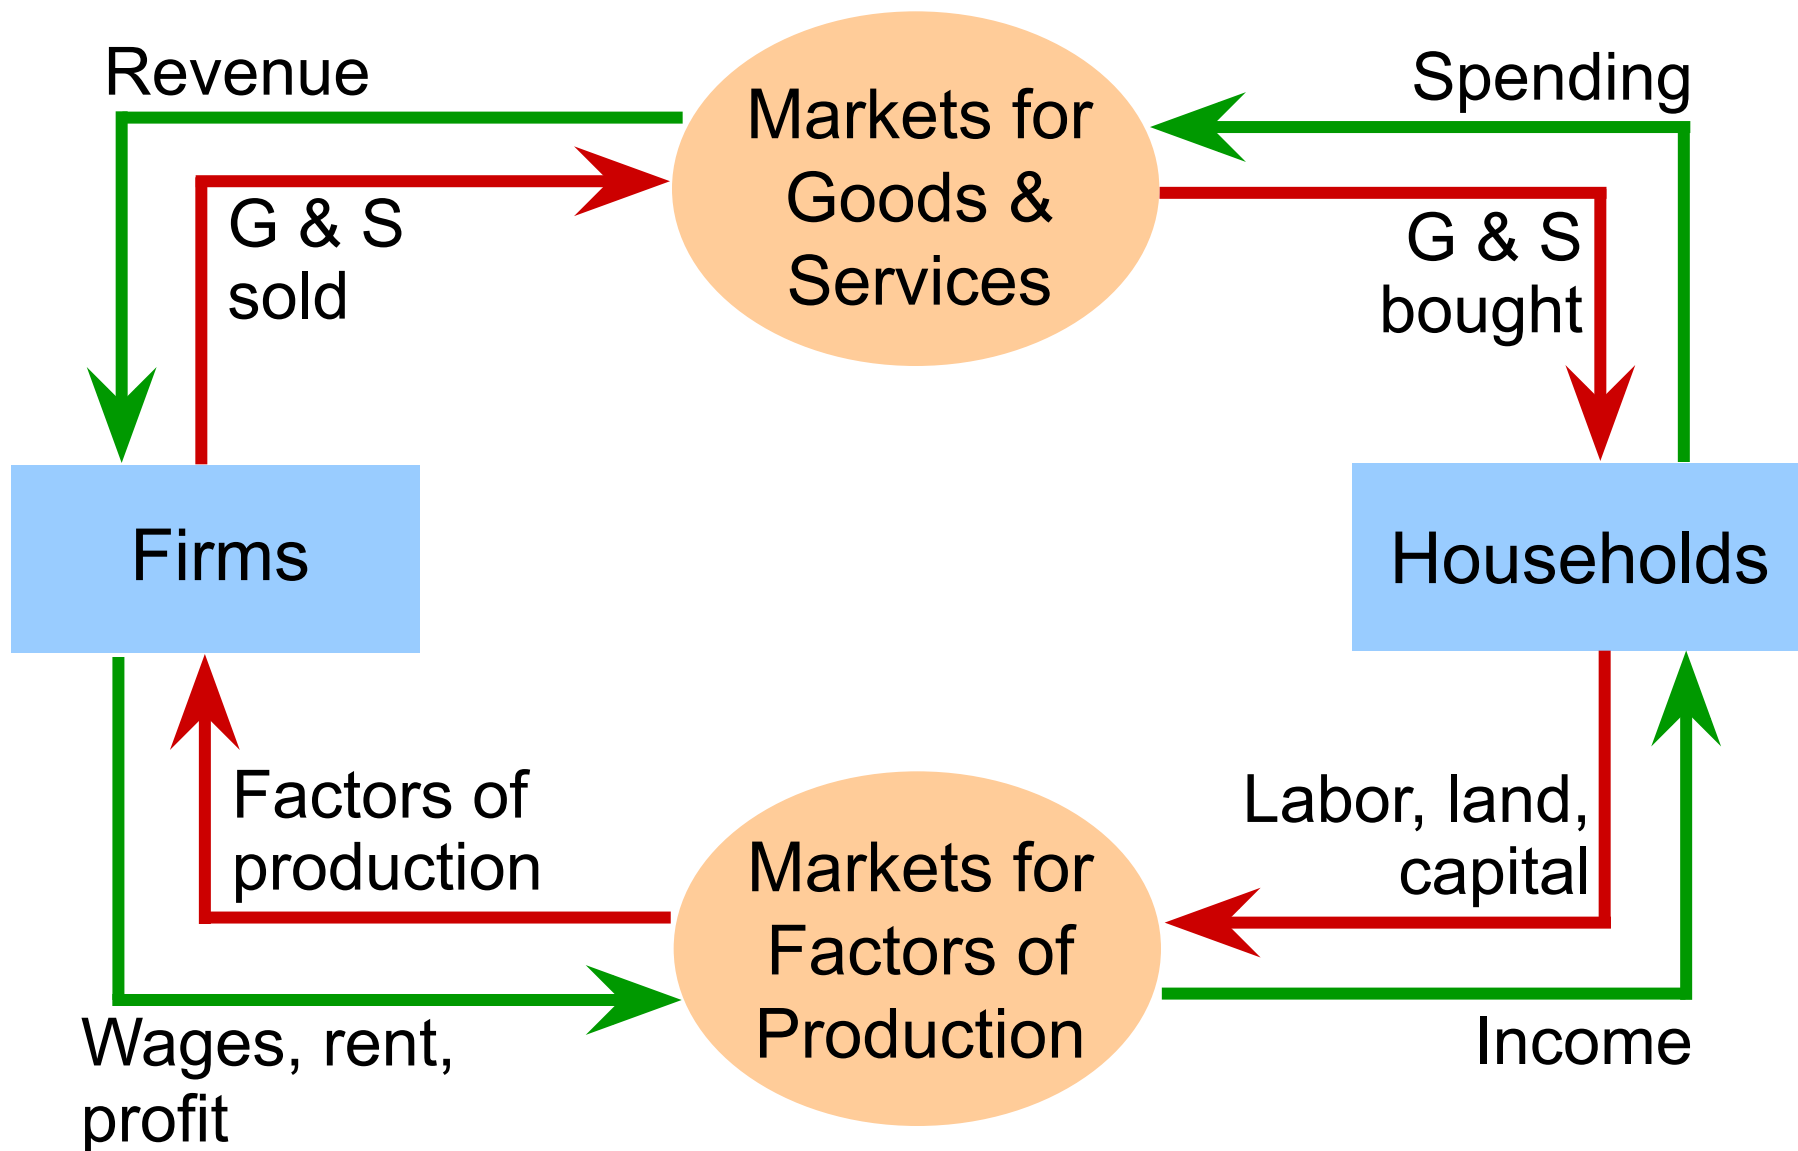 Revenue
Spending
Markets for
Goods &
Services
G & S
sold
G & S
bought
Firms
Households
Factors of
production
Labor, land,
capital
Markets for
Factors of
Production
Wages, rent,
profit
Income